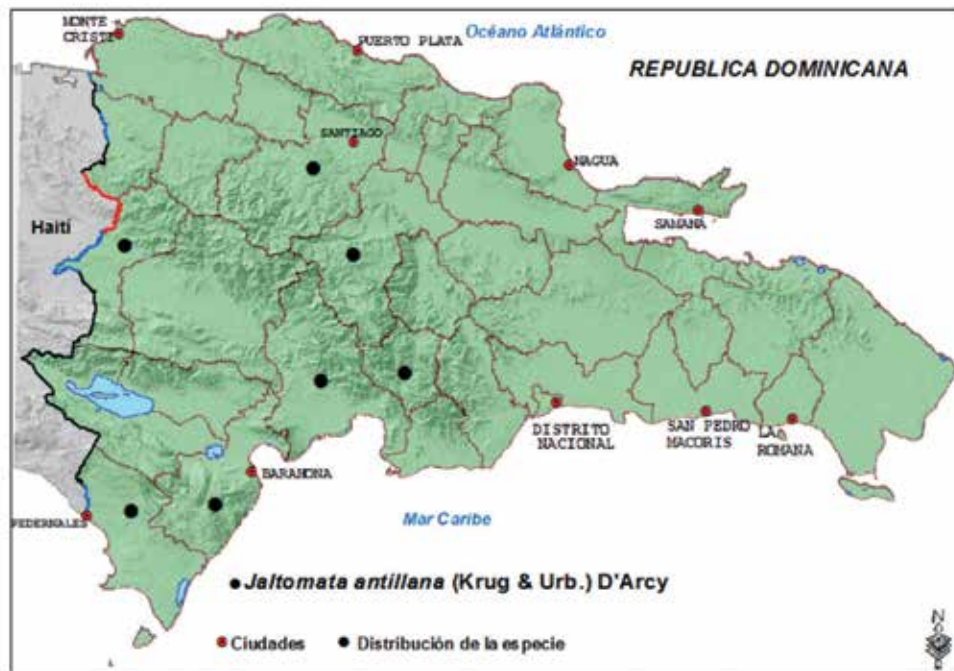 MONTE
CRISTI
PUERTO PLATA
Océano Atlántico
REPUBLICA DOMINICANA
SANTIAGO
NAGUA
SAMANA
Haití
DISTRITO
NACIONAL
SAN PEDRO
MACORIS
LA
ROMANA
BARAHONA
PEDERNALES
Mar Caribe
Jaltomata antillana (Krug & Urb.) D'Arcy
Ciudades
Distribución de la especie
N